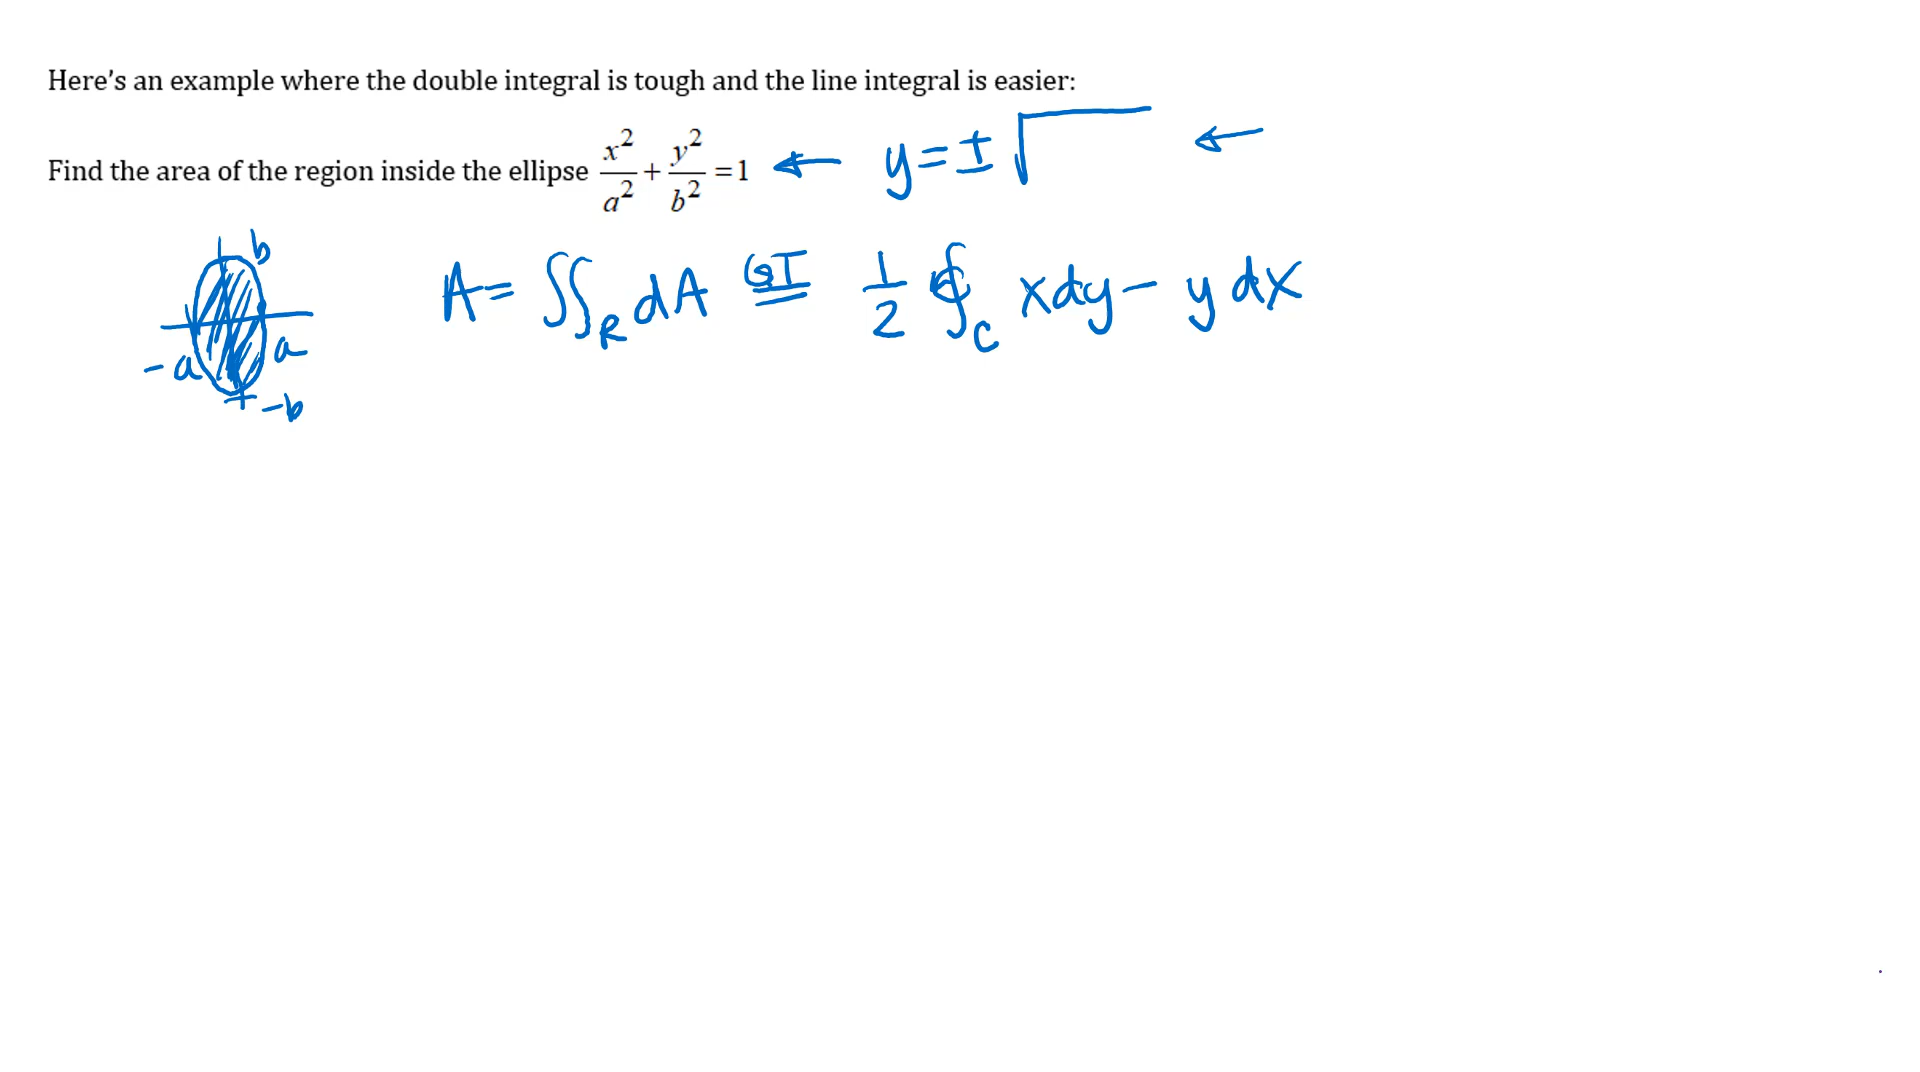 Here's an example where the double integral is tough and the line integral is easier:
Find the area of the region inside the ellipse x²/a² + y²/b² = 1 ← y = ± √ ←
b
-a a
-b
A = ∬_R dA GT= 1/2 ∮_C x dy - y dx